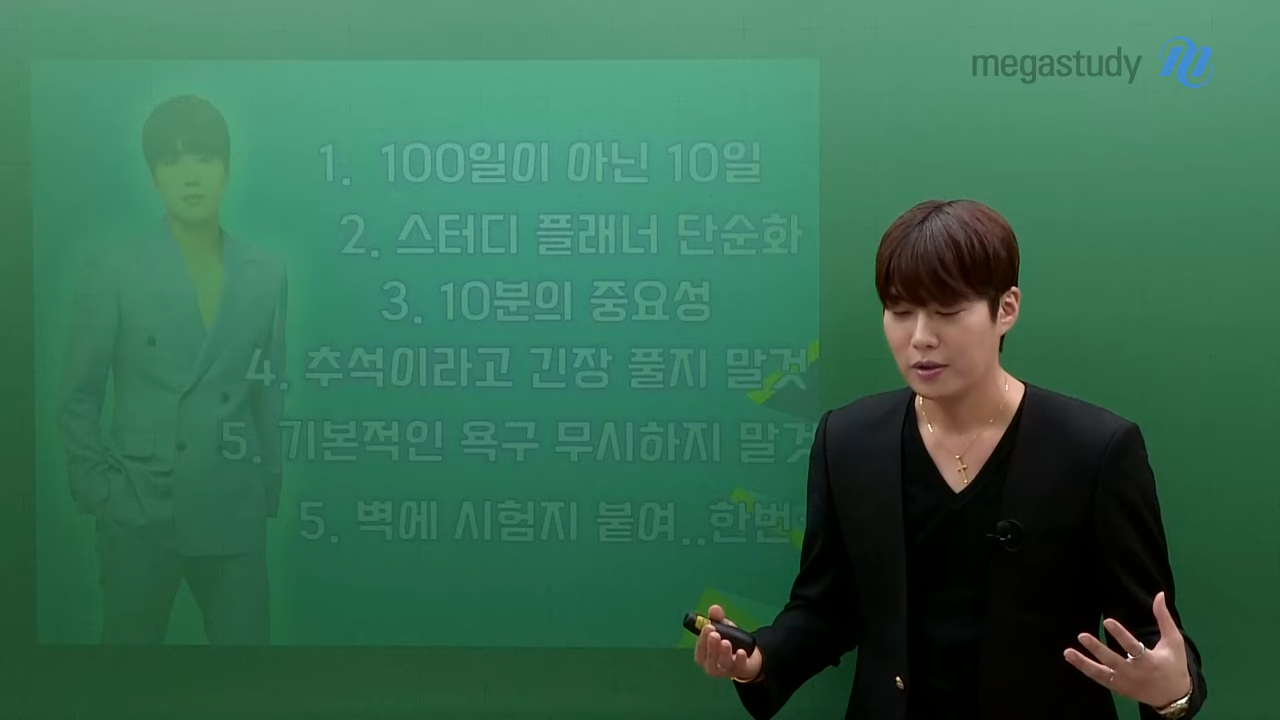 megastudy
1. 100일이 아닌 10일
2. 스터디 플래너 단순화
3. 10분의 중요성
4. 추석이라고 긴장 풀지 말것
5. 기본적인 욕구 무시하지 말것
5. 벽에 시험지 붙여..한번